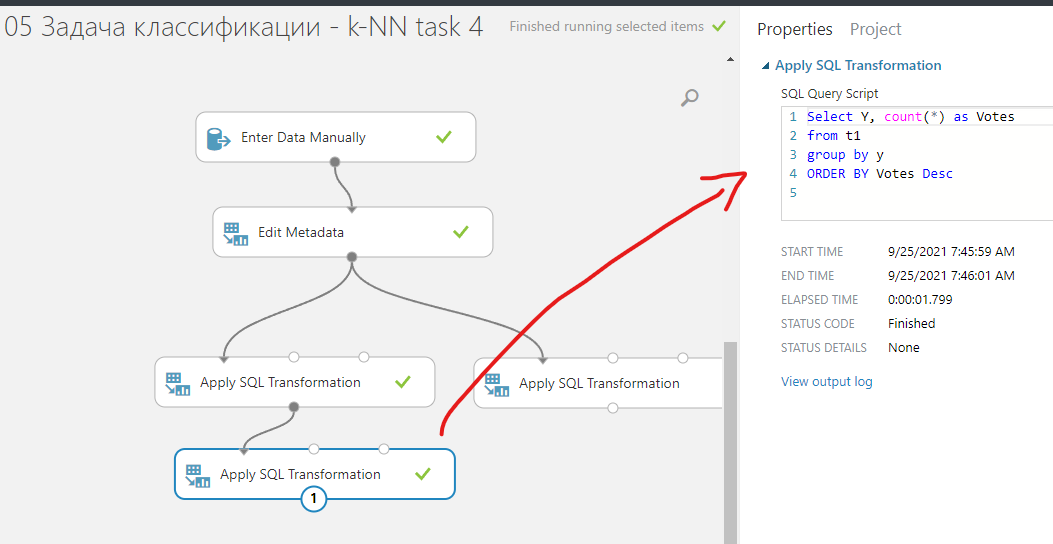 05 Задача классификации - k-NN task 4
Finished running selected items
Enter Data Manually
Edit Metadata
Apply SQL Transformation
Apply SQL Transformation
Apply SQL Transformation
1
Properties Project
Apply SQL Transformation
SQL Query Script
1 Select Y, count(*) as Votes
2 from t1
3 group by y
4 ORDER BY Votes Desc
5
START TIME 9/25/2021 7:45:59 AM
END TIME 9/25/2021 7:46:01 AM
ELAPSED TIME 0:00:01.799
STATUS CODE Finished
STATUS DETAILS None
View output log